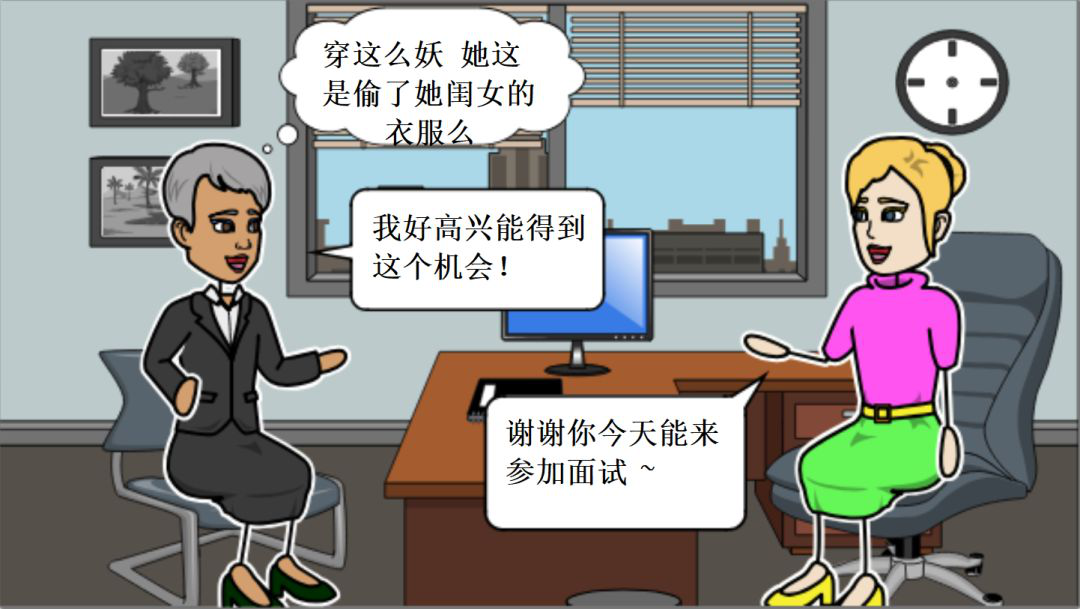 穿这么妖 她这
是偷了她闺女的
衣服么
我好高兴能得到
这个机会！
谢谢你今天能来
参加面试 ~